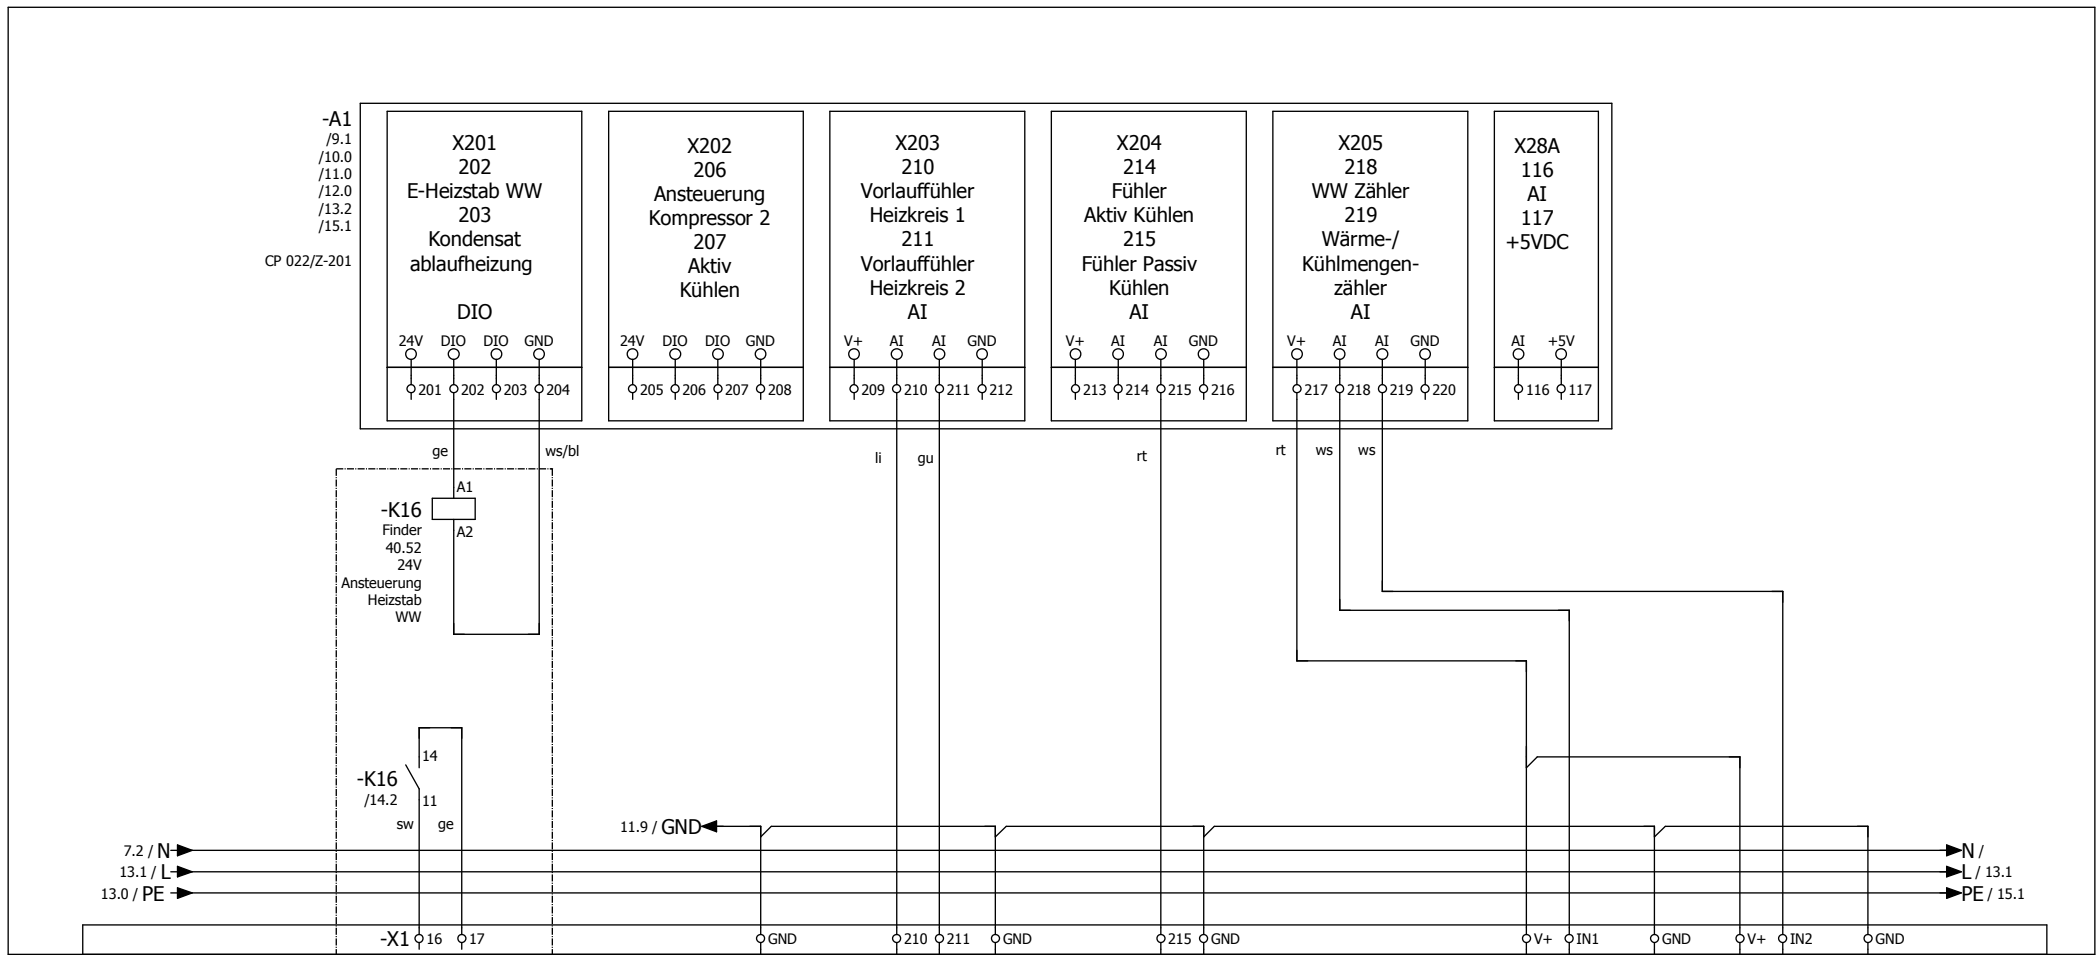 -A1
/9.1
/10.0
/11.0
/12.0
/13.2
/15.1
CP 022/Z-201
X201
202
E-Heizstab WW
203
Kondensat
ablaufheizung
DIO
24V DIO DIO GND
201 202 203 204
X202
206
Ansteuerung
Kompressor 2
207
Aktiv
Kühlen
24V DIO DIO GND
205 206 207 208
X203
210
Vorlauffühler
Heizkreis 1
211
Vorlauffühler
Heizkreis 2
AI
V+ AI AI GND
209 210 211 212
X204
214
Fühler
Aktiv Kühlen
215
Fühler Passiv
Kühlen
AI
V+ AI AI GND
213 214 215 216
X205
218
WW Zähler
219
Wärme-/
Kühlmengen-
zähler
AI
V+ AI AI GND
217 218 219 220
X28A
116
AI
117
+5VDC
AI +5V
116 117
ge ws/bl li gu rt rt ws ws
A1
-K16
A2
Finder
40.52
24V
Ansteuerung
Heizstab
WW
14
-K16
/14.2
11
sw ge
11.9 / GND
7.2 / N
N /
13.1 / L
L / 13.1
13.0 / PE
PE / 15.1
-X1 16 17 GND 210 211 GND 215 GND V+ IN1 GND V+ IN2 GND